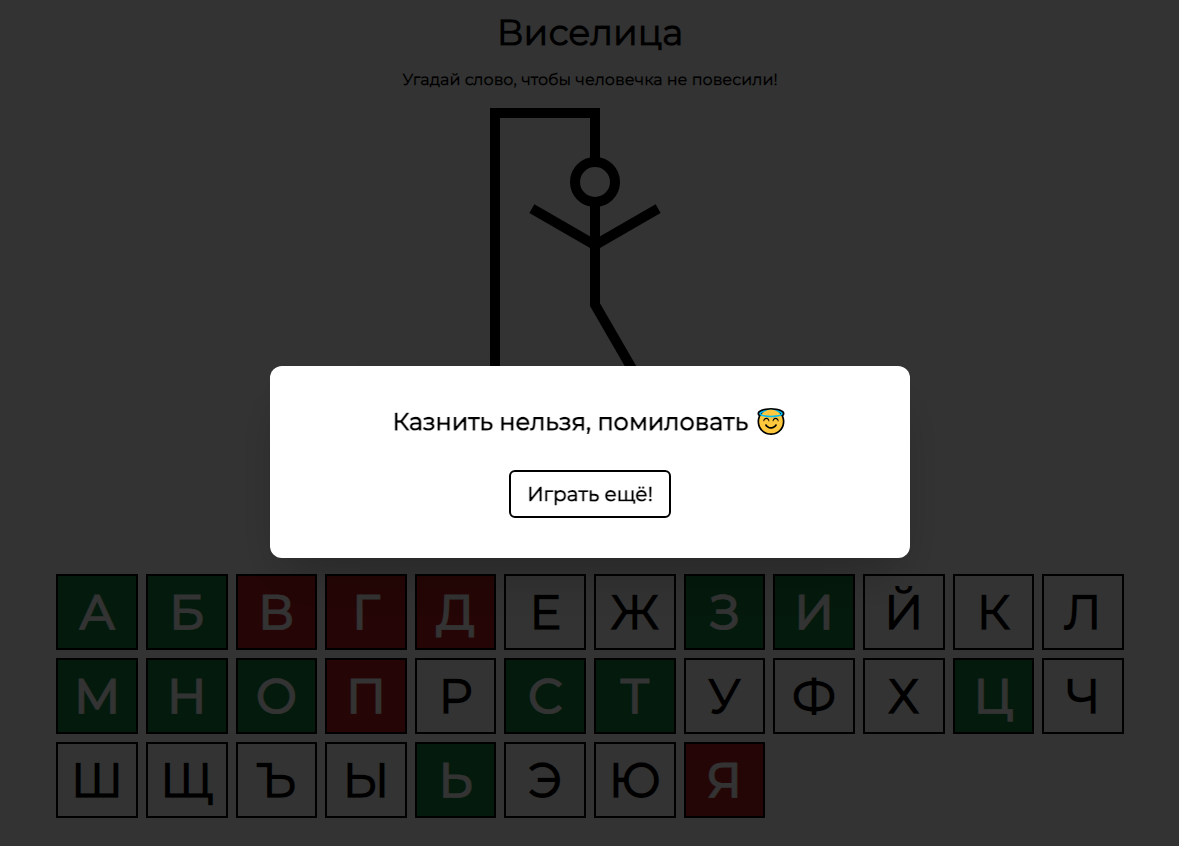 Виселица
Угадай слово, чтобы человечка не повесили!
Казнить нельзя, помиловать 😇
Играть ещё!
А Б В Г Д Е Ж З И Й К Л
М Н О П Р С Т У Ф Х Ц Ч
Ш Щ Ъ Ы Ь Э Ю Я